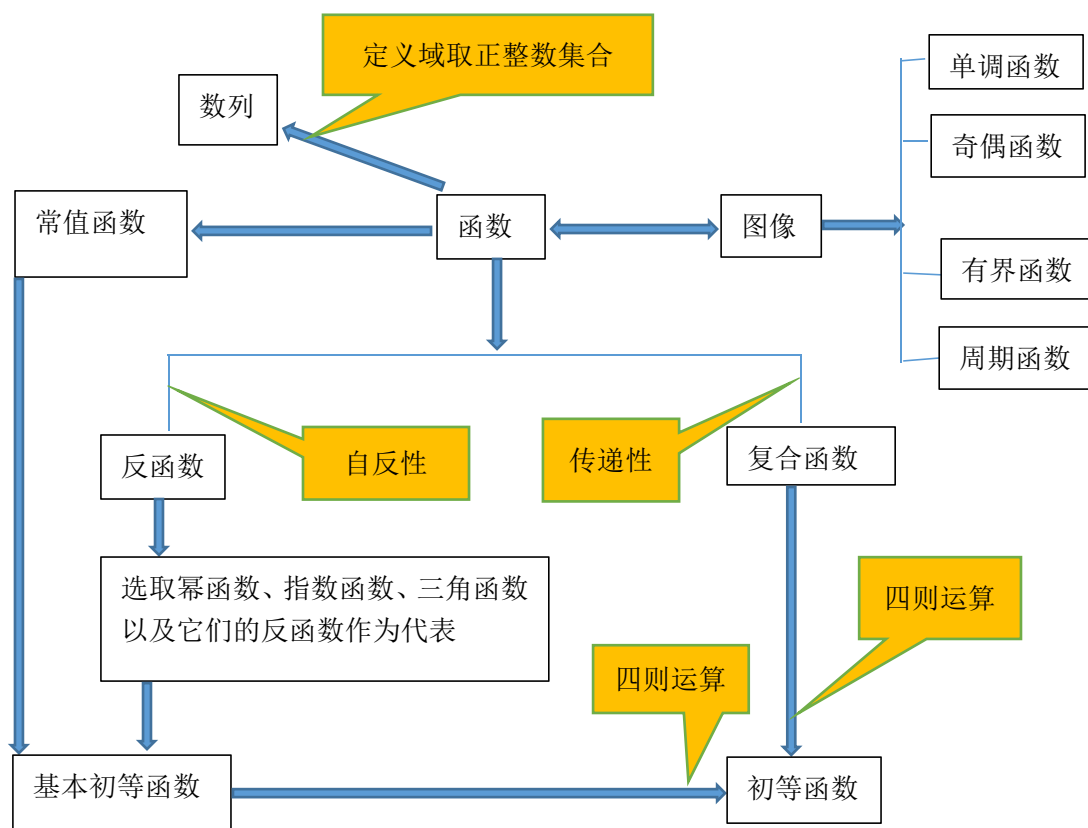 定义域取正整数集合
单调函数
数列
奇偶函数
常值函数
函数
图像
有界函数
周期函数
反函数
自反性
传递性
复合函数
选取幂函数、指数函数、三角函数
以及它们的反函数作为代表
四则运算
四则运算
基本初等函数
初等函数